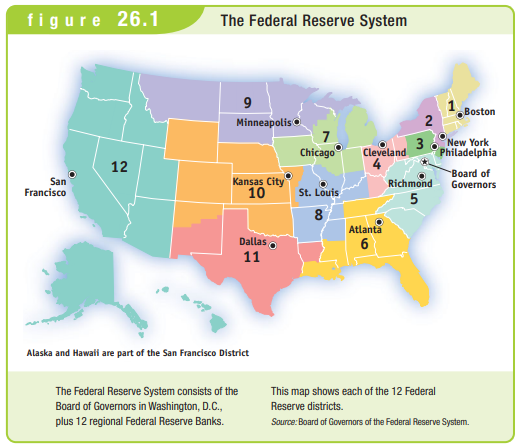 figure 26.1
The Federal Reserve System
9
Minneapolis
1
Boston
2
7
Chicago
Cleveland
4
3
New York
Philadelphia
12
San
Francisco
Kansas City
10
St. Louis
Richmond
Board of
Governors
5
8
Atlanta
6
Dallas
11
Alaska and Hawaii are part of the San Francisco District
The Federal Reserve System consists of the
Board of Governors in Washington, D.C.,
plus 12 regional Federal Reserve Banks.
This map shows each of the 12 Federal
Reserve districts.
Source: Board of Governors of the Federal Reserve System.